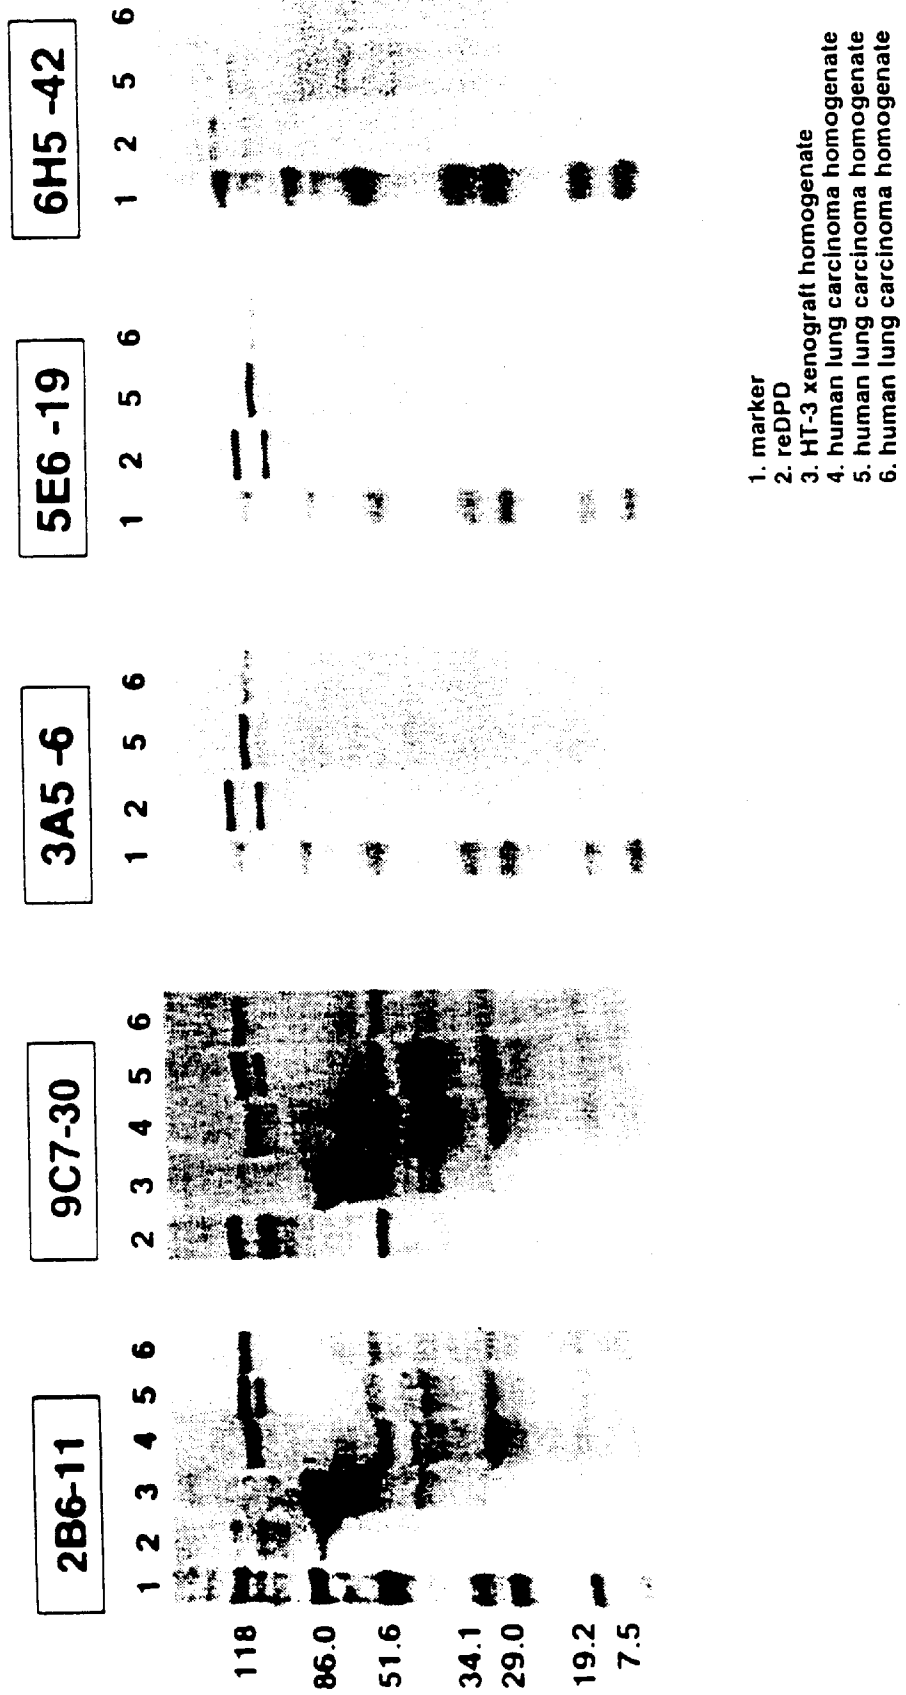 2B6-11
9C7-30
3A5 -6
5E6 -19
6H5 -42
1 2 3 4 5 6
2 3 4 5 6
1 2 5 6
1 2 5 6
1 2 5 6
118
86.0
51.6
34.1
29.0
19.2
7.5
1. marker
2. reDPD
3. HT-3 xenograft homogenate
4. human lung carcinoma homogenate
5. human lung carcinoma homogenate
6. human lung carcinoma homogenate